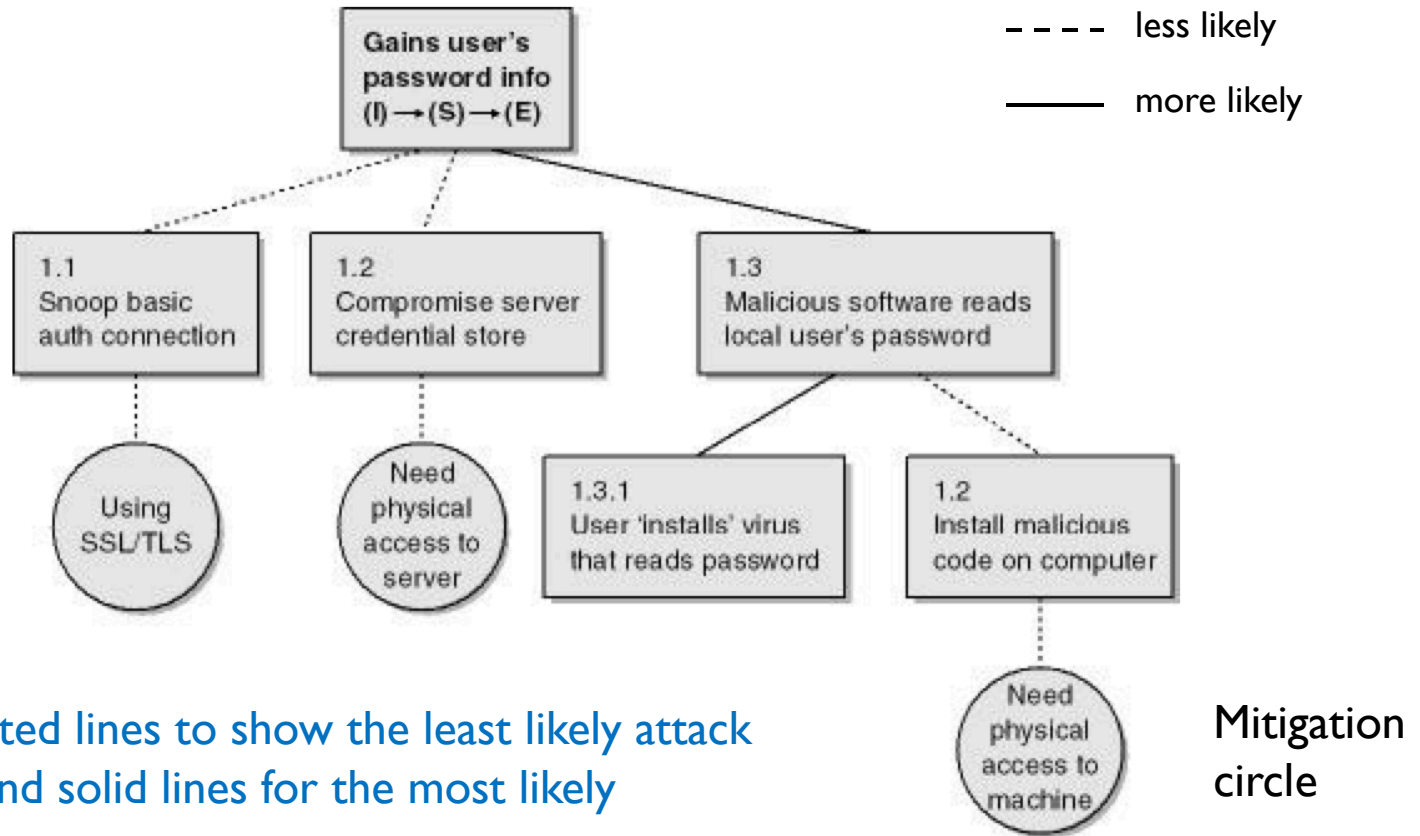 Gains user's
password info
(I)→(S)→(E)
less likely
more likely
1.1
Snoop basic
auth connection
1.2
Compromise server
credential store
1.3
Malicious software reads
local user's password
Using
SSL/TLS
Need
physical
access to
server
1.3.1
User 'installs' virus
that reads password
1.2
Install malicious
code on computer
Need
physical
access to
machine
Mitigation
circle
ted lines to show the least likely attack
nd solid lines for the most likely